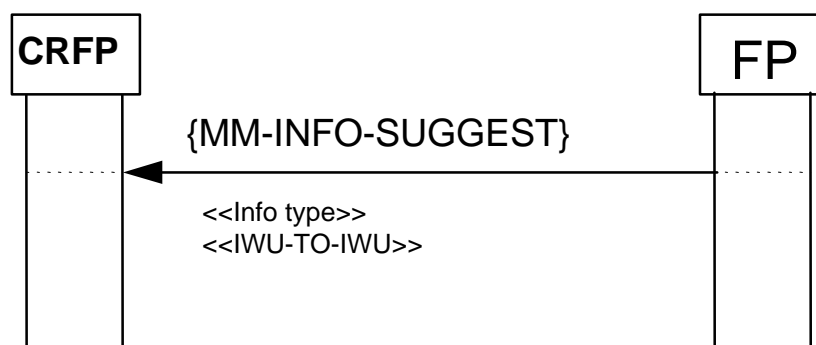 CRFP
FP
{MM-INFO-SUGGEST}
<<Info type>>
<<IWU-TO-IWU>>